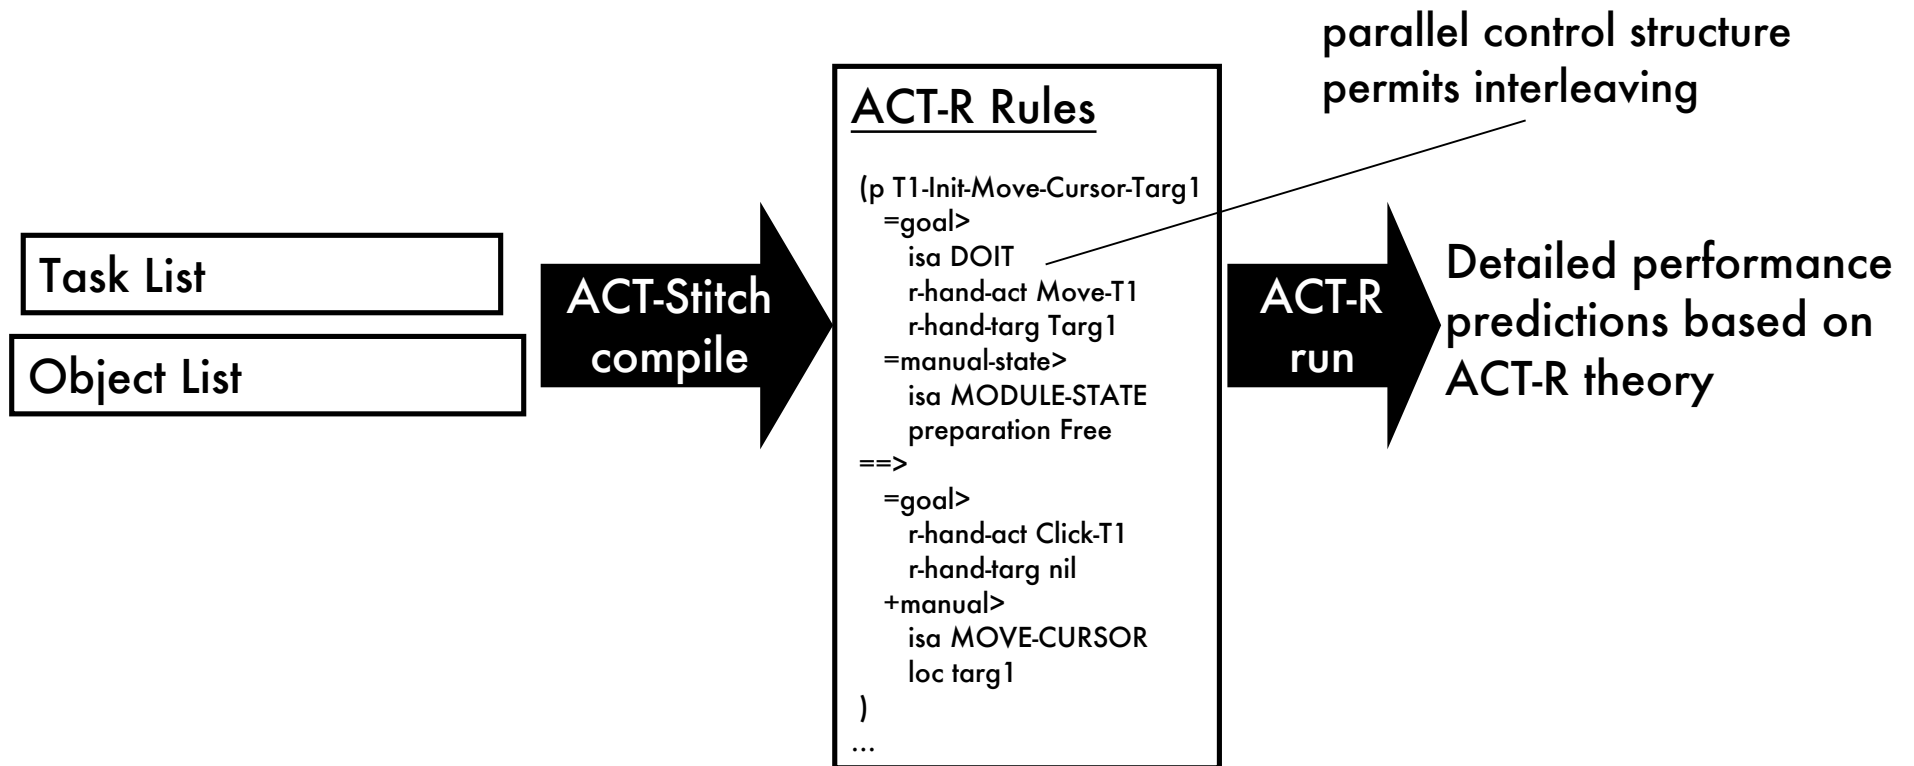 parallel control structure
permits interleaving
Task List
Object List
ACT-Stitch
compile
ACT-R Rules
(p T1-Init-Move-Cursor-Targ1
=goal>
isa DOIT
r-hand-act Move-T1
r-hand-targ Targ1
=manual-state>
isa MODULE-STATE
preparation Free
==>
=goal>
r-hand-act Click-T1
r-hand-targ nil
+manual>
isa MOVE-CURSOR
loc targ1
)
...
ACT-R
run
Detailed performance
predictions based on
ACT-R theory